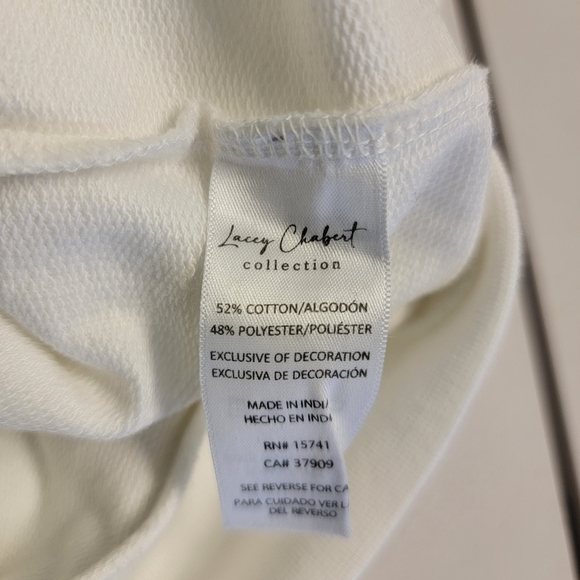 Lacey Chabert
collection
52% COTTON/ALGODÓN
48% POLYESTER/POLIÉSTER
EXCLUSIVE OF DECORATION
EXCLUSIVA DE DECORACIÓN
MADE IN INDI
HECHO EN INDI
RN# 15741
CA# 37909
SEE REVERSE FOR CA
PARA CUIDADO VER L
DEL REVERSO